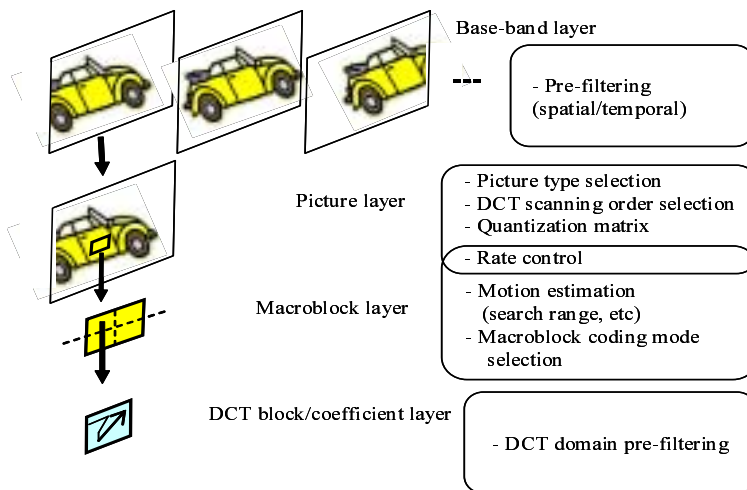 Base-band layer
- Pre-filtering
(spatial/temporal)
Picture layer
- Picture type selection
- DCT scanning order selection
- Quantization matrix
- Rate control
Macroblock layer
- Motion estimation
(search range, etc)
- Macroblock coding mode
selection
DCT block/coefficient layer
- DCT domain pre-filtering